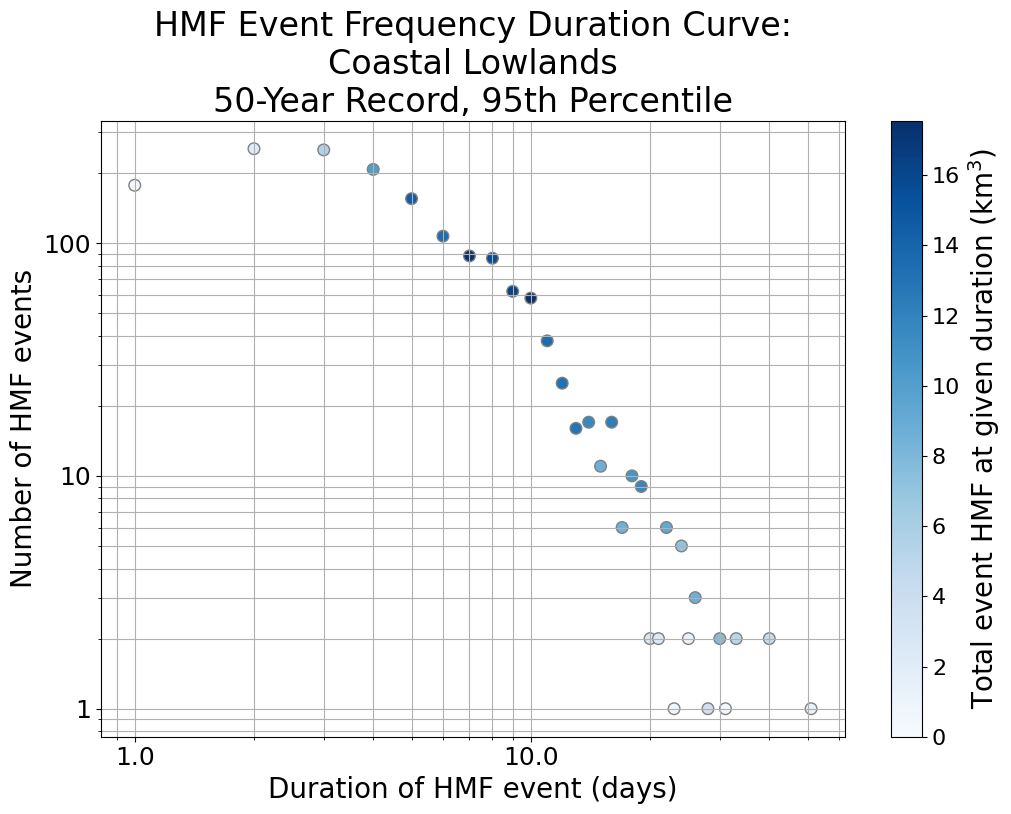 HMF Event Frequency Duration Curve:
Coastal Lowlands
50-Year Record, 95th Percentile
Number of HMF events
100
10
1
1.0
10.0
Duration of HMF event (days)
16
14
12
10
8
6
4
2
0
Total event HMF at given duration (km³)